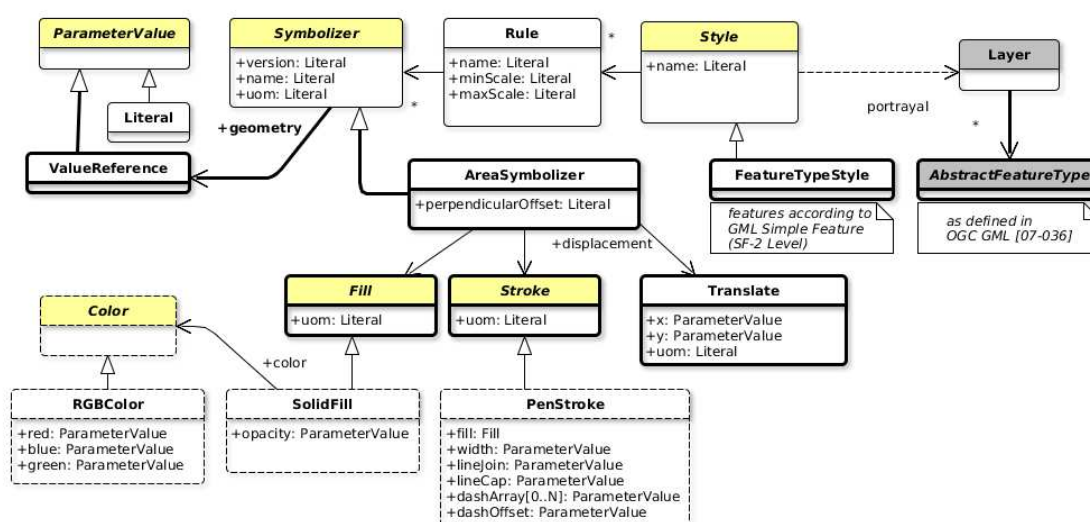 ParameterValue
Literal
ValueReference
Symbolizer
+version: Literal
+name: Literal
+uom: Literal
*
+geometry
Rule
+name: Literal
+minScale: Literal
+maxScale: Literal
*
Style
+name: Literal
portrayal
Layer
*
AreaSymbolizer
+perpendicularOffset: Literal
FeatureTypeStyle
features according to
GML Simple Feature
(SF-2 Level)
AbstractFeatureType
as defined in
OGC GML [07-036]
+displacement
Color
+color
Fill
+uom: Literal
Stroke
+uom: Literal
Translate
+x: ParameterValue
+y: ParameterValue
+uom: Literal
RGBColor
+red: ParameterValue
+blue: ParameterValue
+green: ParameterValue
SolidFill
+opacity: ParameterValue
PenStroke
+fill: Fill
+width: ParameterValue
+lineJoin: ParameterValue
+lineCap: ParameterValue
+dashArray[0..N]: ParameterValue
+dashOffset: ParameterValue